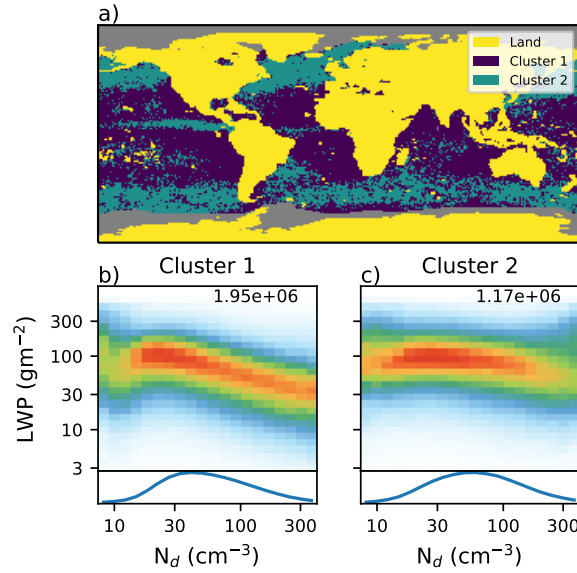 a)
Land
Cluster 1
Cluster 2
b) Cluster 1
1.95e+06
c) Cluster 2
1.17e+06
LWP (gm⁻²)
300
100
30
10
3
10 30 100 300
N_d (cm⁻³)
10 30 100 300
N_d (cm⁻³)